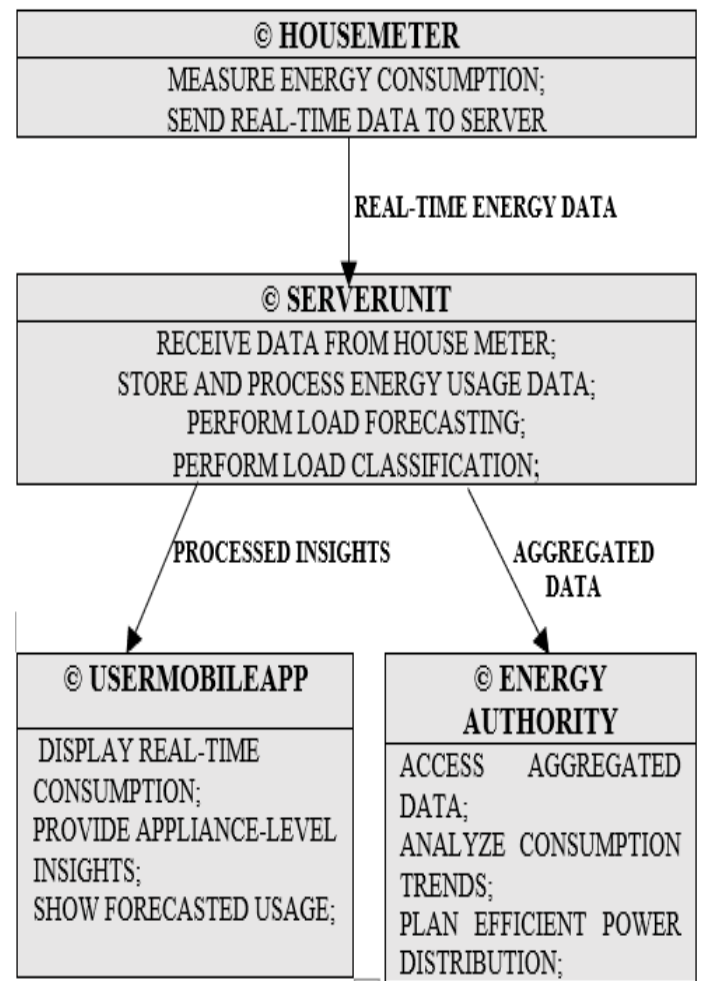 © HOUSEMETER
MEASURE ENERGY CONSUMPTION;
SEND REAL-TIME DATA TO SERVER
REAL-TIME ENERGY DATA
© SERVERUNIT
RECEIVE DATA FROM HOUSE METER;
STORE AND PROCESS ENERGY USAGE DATA;
PERFORM LOAD FORECASTING;
PERFORM LOAD CLASSIFICATION;
PROCESSED INSIGHTS
AGGREGATED
DATA
© USERMOBILEAPP
DISPLAY REAL-TIME
CONSUMPTION;
PROVIDE APPLIANCE-LEVEL
INSIGHTS;
SHOW FORECASTED USAGE;
© ENERGY
AUTHORITY
ACCESS AGGREGATED
DATA;
ANALYZE CONSUMPTION
TRENDS;
PLAN EFFICIENT POWER
DISTRIBUTION;